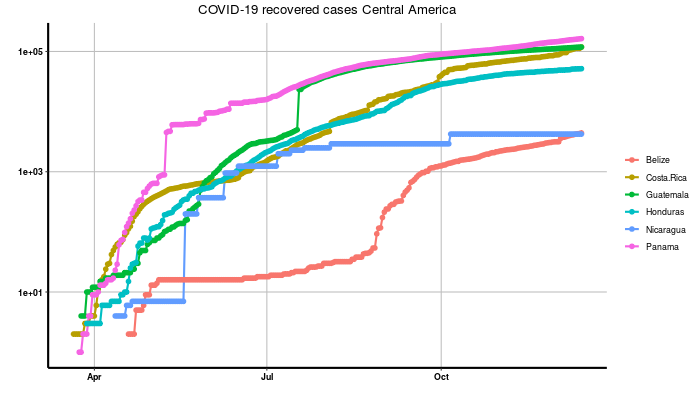 COVID-19 recovered cases Central America
1e+05
1e+03
1e+01
Apr
Jul
Oct
Belize
Costa.Rica
Guatemala
Honduras
Nicaragua
Panama